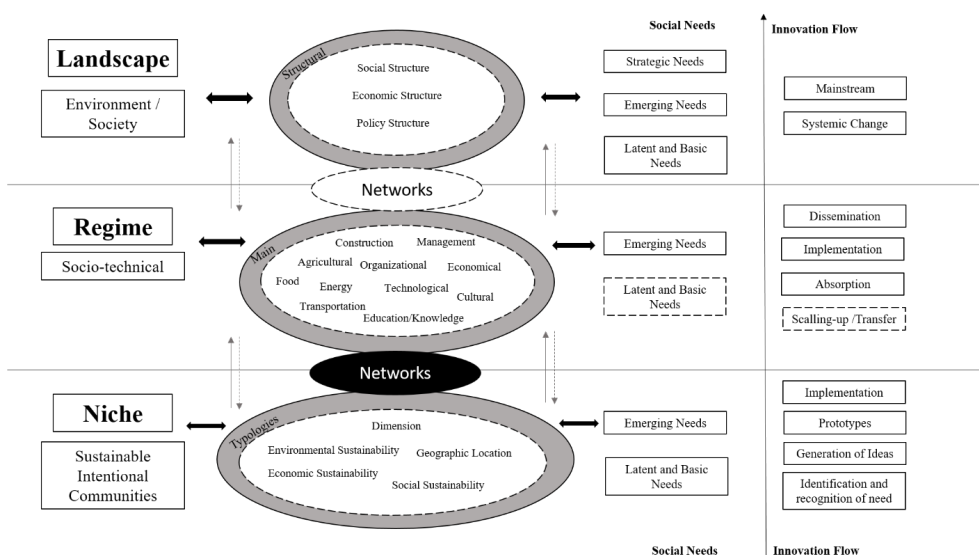 Social Needs
Innovation Flow
Landscape
Environment /
Society
Structural
Social Structure
Economic Structure
Policy Structure
Strategic Needs
Emerging Needs
Latent and Basic
Needs
Mainstream
Systemic Change
Networks
Regime
Socio-technical
Main
Construction
Management
Agricultural
Organizational
Economical
Food
Energy
Technological
Cultural
Transportation
Education/Knowledge
Emerging Needs
Latent and Basic
Needs
Dissemination
Implementation
Absorption
Scalling-up /Transfer
Networks
Niche
Sustainable
Intentional
Communities
Typologies
Dimension
Environmental Sustainability
Geographic Location
Economic Sustainability
Social Sustainability
Emerging Needs
Latent and Basic
Needs
Implementation
Prototypes
Generation of Ideas
Identification and
recognition of need
Social Needs
Innovation Flow